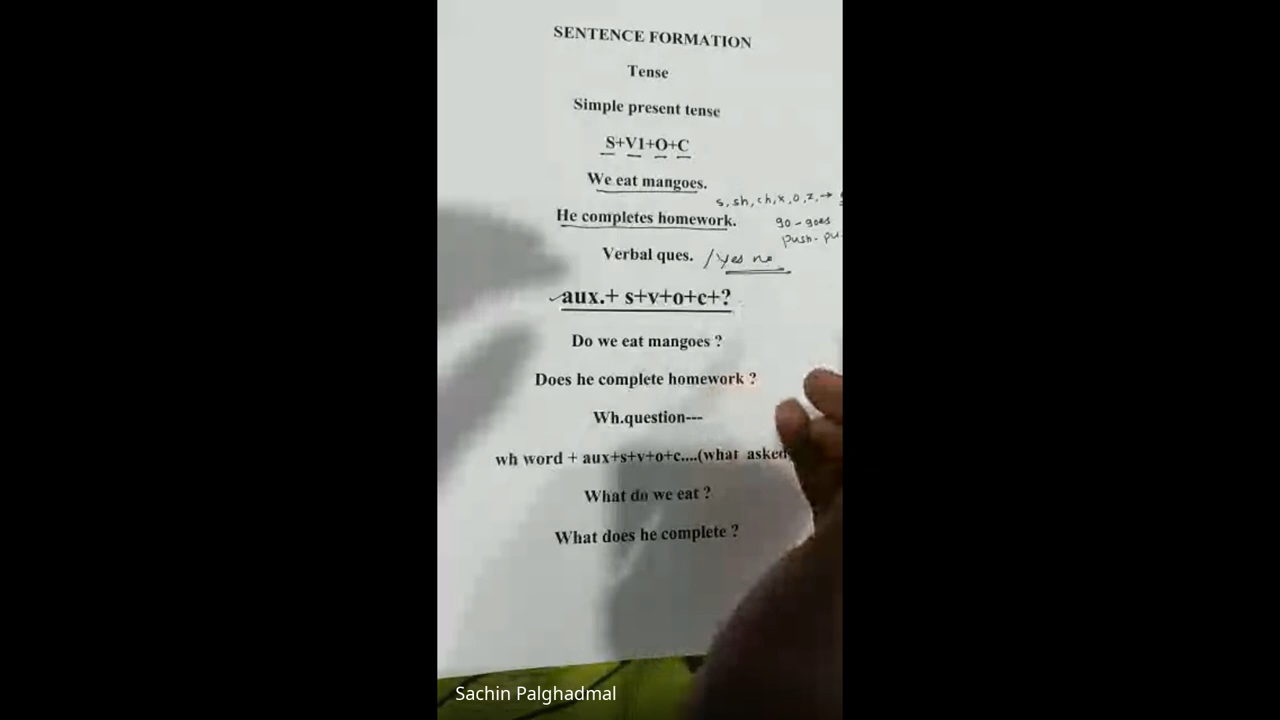 SENTENCE FORMATION
Tense
Simple present tense
S+V1+O+C
We eat mangoes.
s, sh, ch, x, o, z, →
He completes homework.
go - goes
push -
Verbal ques. / Yes no
aux.+ s+v+o+c+?
Do we eat mangoes ?
Does he complete homework ?
Wh.question---
wh word + aux+s+v+o+c....(what asked
What do we eat ?
What does he complete ?
Sachin Palghadmal